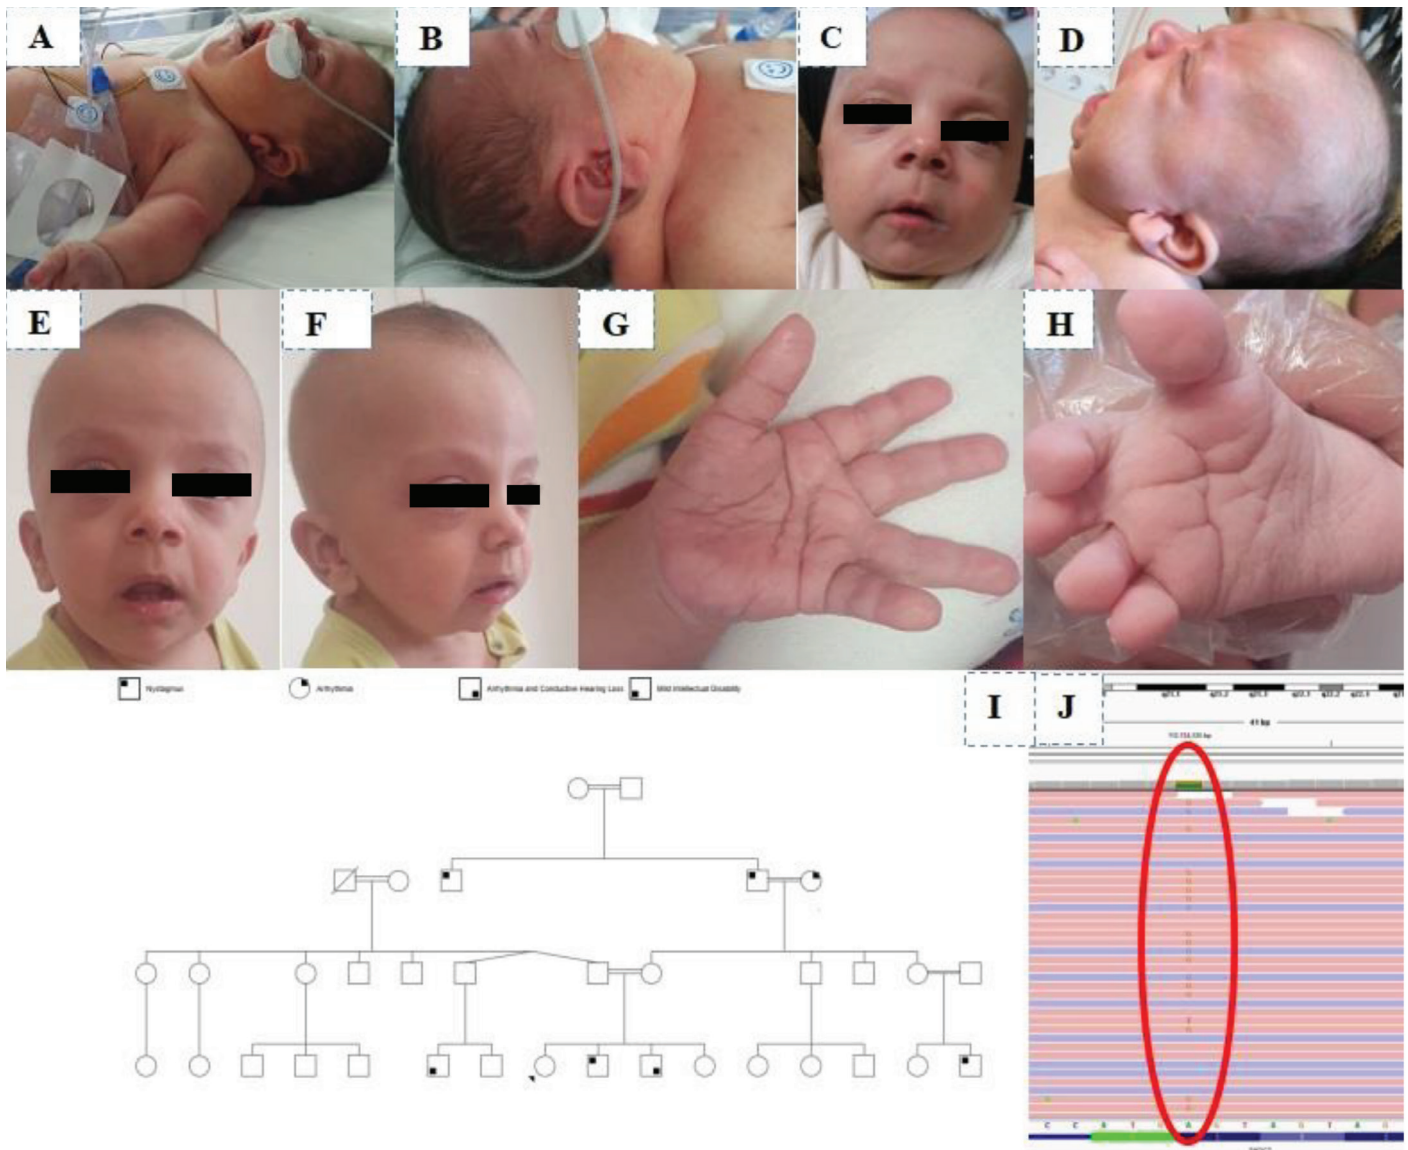 A
B
C
D
E
F
G
H
Nystagmus
Arrhythmia
Arrhythmia and Conductive Hearing Loss
Mild Intellectual Disability
I
J
41 bp
C C A T G A G T A G T A G